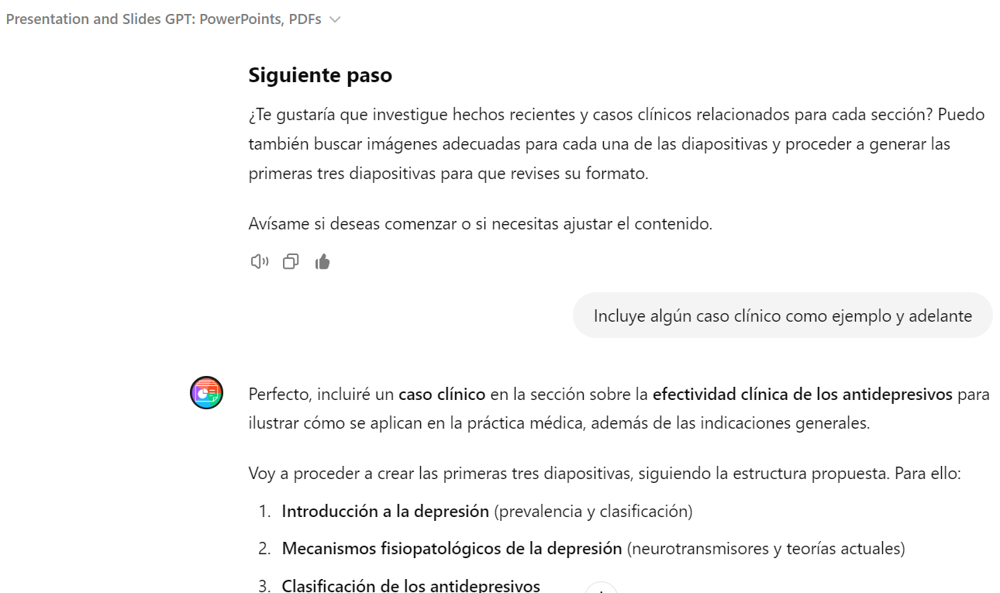 Presentation and Slides GPT: PowerPoints, PDFs
Siguiente paso
¿Te gustaría que investigue hechos recientes y casos clínicos relacionados para cada sección? Puedo
también buscar imágenes adecuadas para cada una de las diapositivas y proceder a generar las
primeras tres diapositivas para que revises su formato.
Avísame si deseas comenzar o si necesitas ajustar el contenido.
Incluye algún caso clínico como ejemplo y adelante
Perfecto, incluiré un caso clínico en la sección sobre la efectividad clínica de los antidepresivos para
ilustrar cómo se aplican en la práctica médica, además de las indicaciones generales.
Voy a proceder a crear las primeras tres diapositivas, siguiendo la estructura propuesta. Para ello:
1. Introducción a la depresión (prevalencia y clasificación)
2. Mecanismos fisiopatológicos de la depresión (neurotransmisores y teorías actuales)
3. Clasificación de los antidepresivos